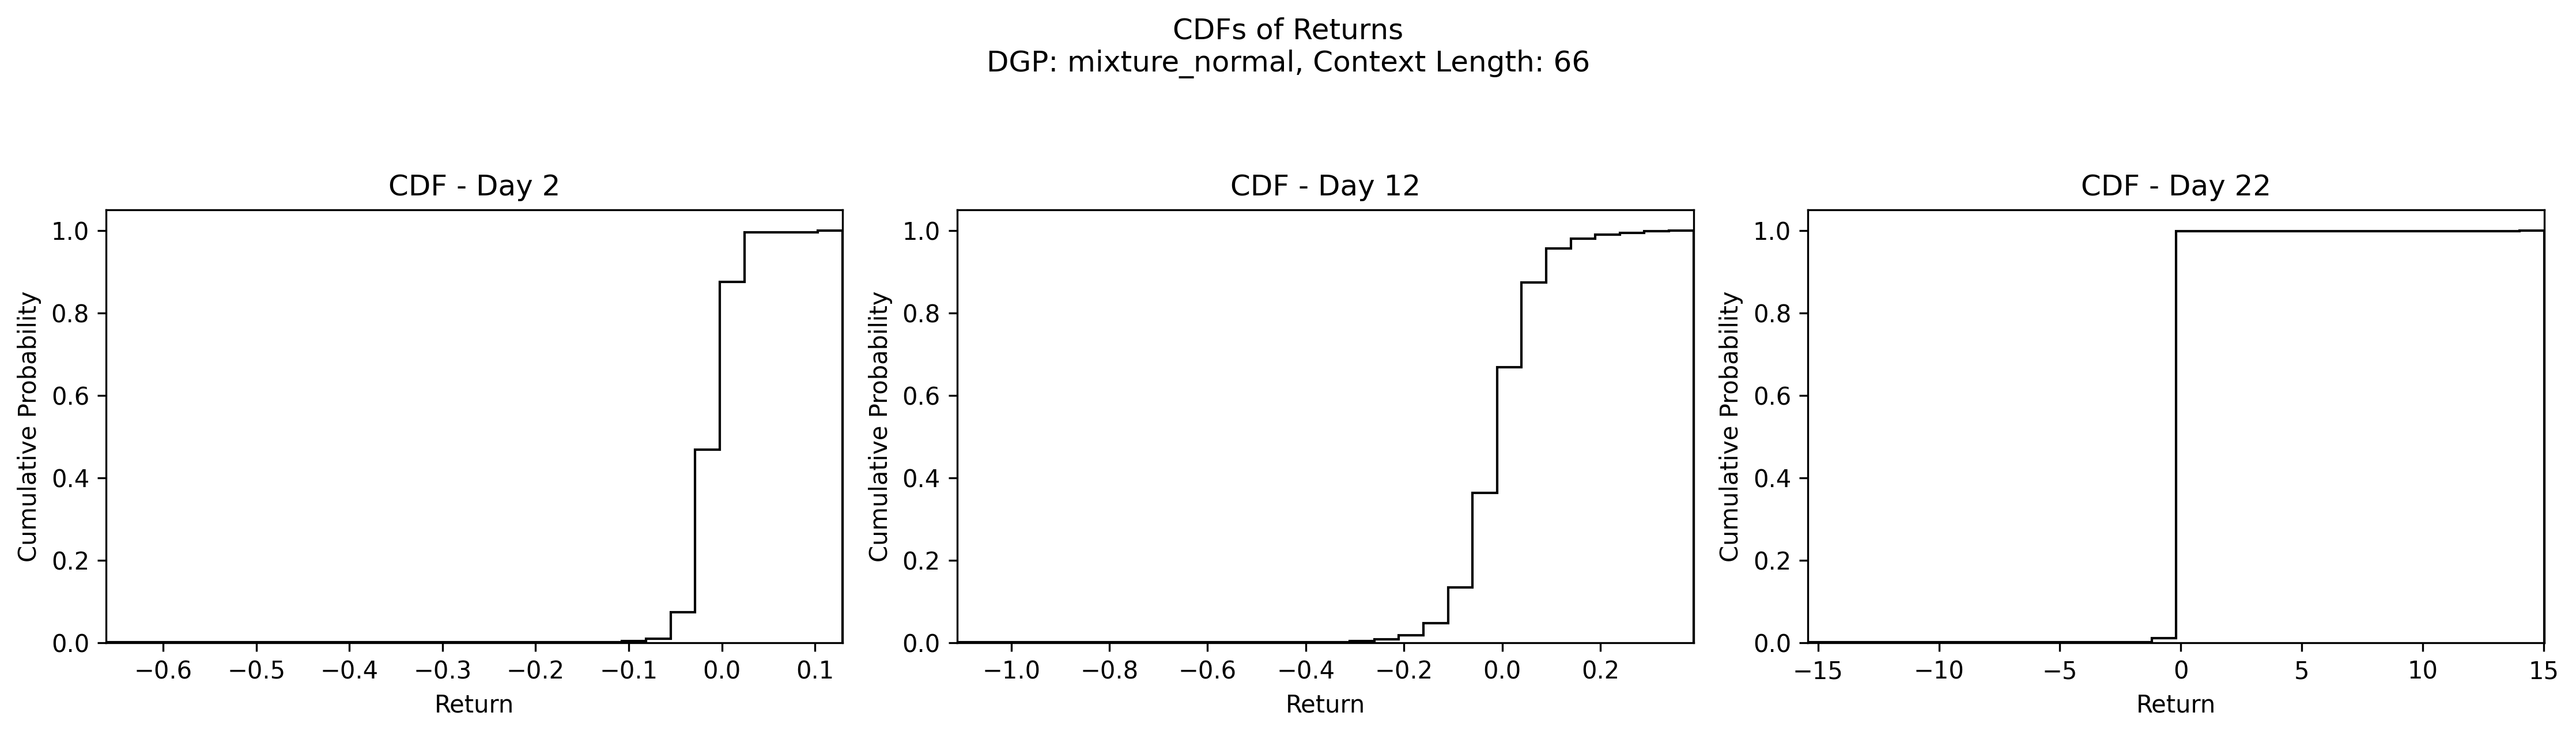 CDFs of Returns
DGP: mixture_normal, Context Length: 66
CDF - Day 2
1.0
0.8
0.6
0.4
0.2
0.0
Cumulative Probability
−0.6 −0.5 −0.4 −0.3 −0.2 −0.1 0.0 0.1
Return
CDF - Day 12
1.0
0.8
0.6
0.4
0.2
0.0
Cumulative Probability
−1.0 −0.8 −0.6 −0.4 −0.2 0.0 0.2
Return
CDF - Day 22
1.0
0.8
0.6
0.4
0.2
0.0
Cumulative Probability
−15 −10 −5 0 5 10 15
Return